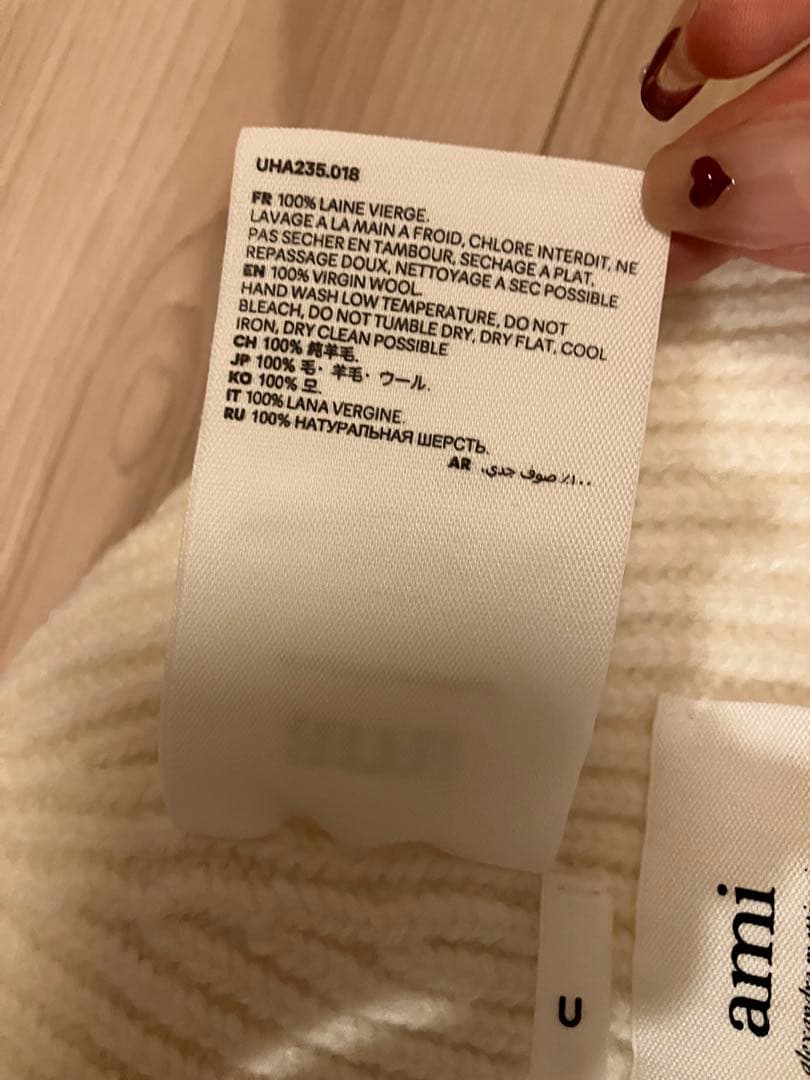 UHA235.018
FR 100% LAINE VIERGE.
LAVAGE A LA MAIN A FROID, CHLORE INTERDIT, NE
PAS SECHER EN TAMBOUR, SECHAGE A PLAT,
REPASSAGE DOUX, NETTOYAGE A SEC POSSIBLE
EN 100% VIRGIN WOOL.
HAND WASH LOW TEMPERATURE, DO NOT
BLEACH, DO NOT TUMBLE DRY, DRY FLAT, COOL
IRON, DRY CLEAN POSSIBLE
CH 100% 純羊毛.
JP 100% 毛・羊毛・ウール.
KO 100% 모.
IT 100% LANA VERGINE.
RU 100% НАТУРАЛЬНАЯ ШЕРСТЬ.
AR ١٠٠٪ صوف جدي.
U
ami